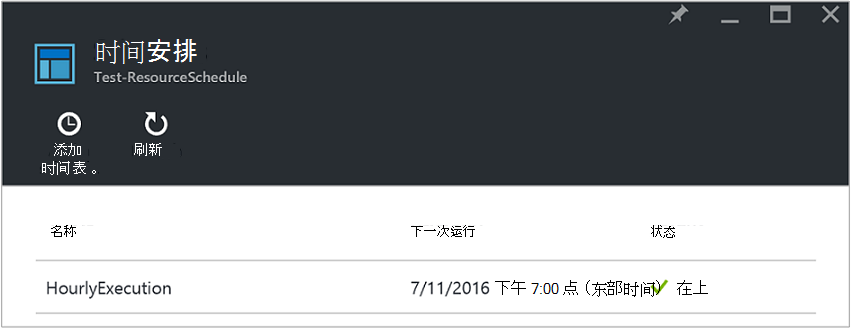 时间安排
Test-ResourceSchedule
添加 刷新
时间表。
名称 下一次运行 状态
HourlyExecution 7/11/2016 下午 7:00 点（东部时间） 在上